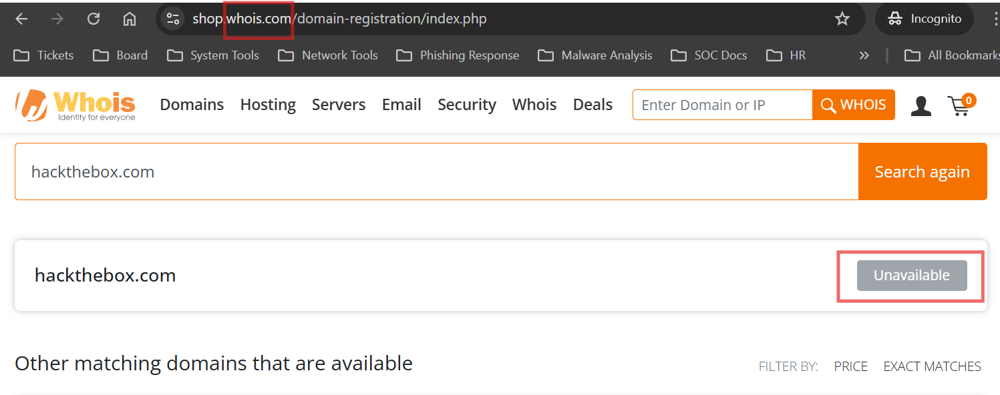 shop.whois.com/domain-registration/index.php Incognito
Tickets Board System Tools Network Tools Phishing Response Malware Analysis SOC Docs HR » All Bookmarks
Whois Domains Hosting Servers Email Security Whois Deals Enter Domain or IP WHOIS 0
Identity for everyone
hackthebox.com Search again
hackthebox.com Unavailable
Other matching domains that are available FILTER BY: PRICE EXACT MATCHES